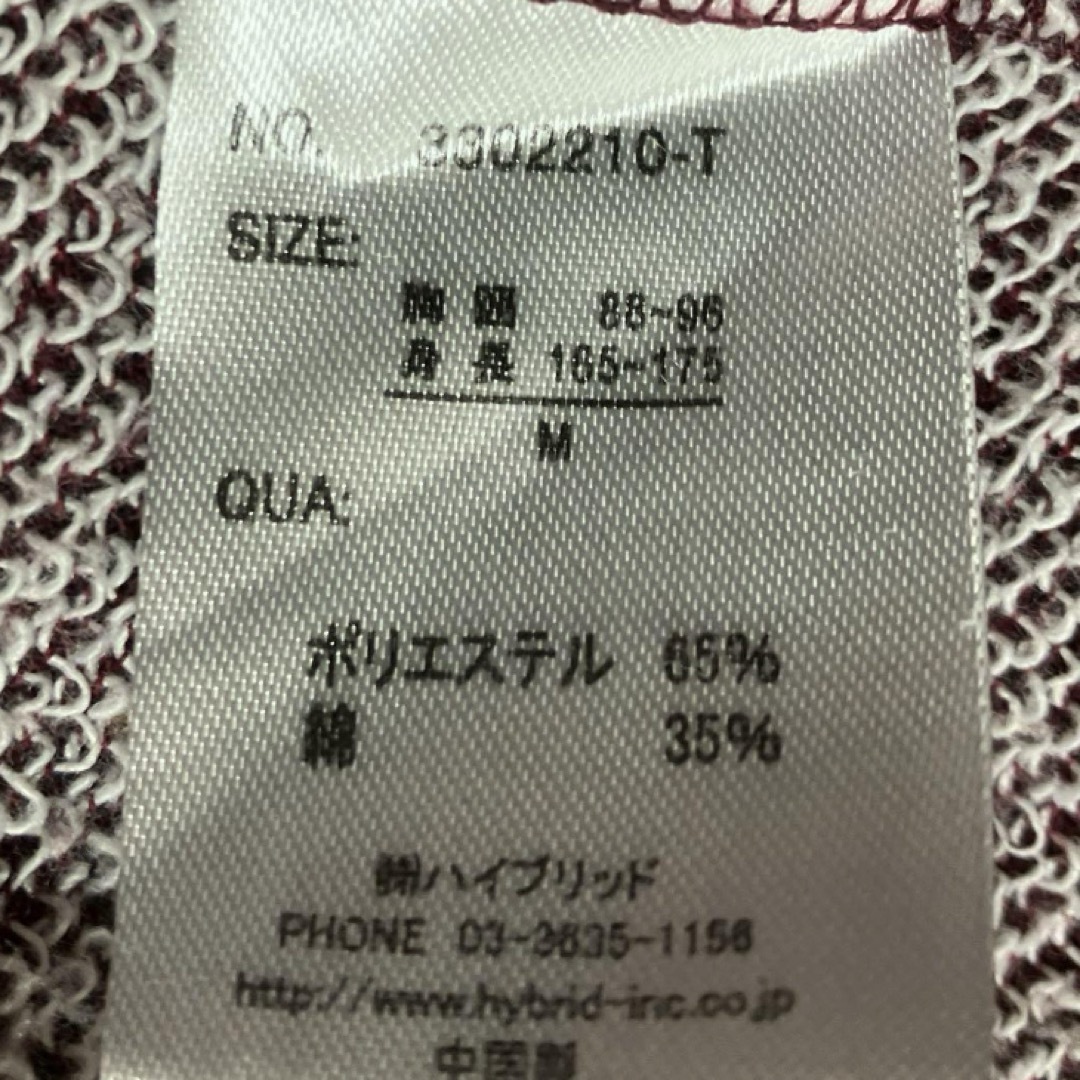 NO. 3302210-T
SIZE:
胸囲 88~96
身長 165~175
M
QUA:
ポリエステル 65%
綿 35%
㈱ハイブリッド
PHONE 03-3635-1156
http://www.hybrid-inc.co.jp
中国製